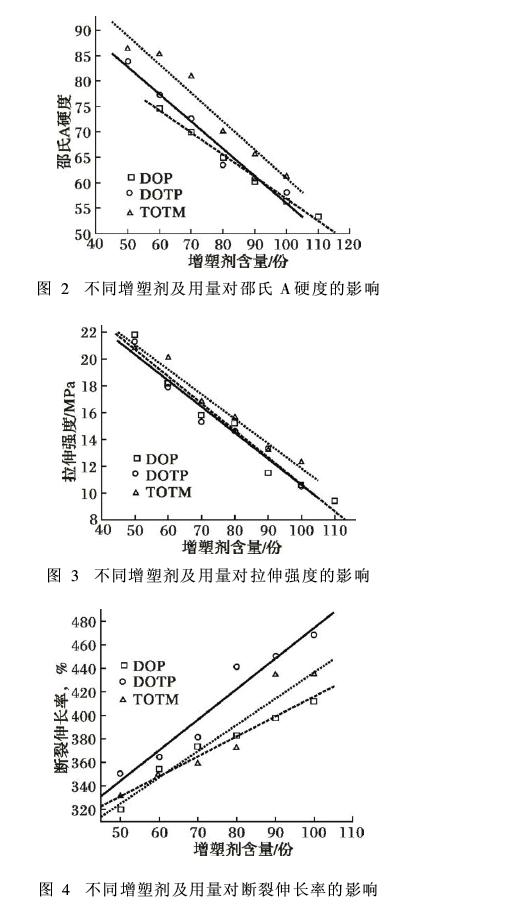 90
85
80
75
70
65
60
55
50
邵氏A硬度
□ DOP
○ DOTP
△ TOTM
40 50 60 70 80 90 100 110 120
增塑剂含量/份
图 2 不同增塑剂及用量对邵氏 A 硬度的影响
22
20
18
16
14
12
10
8
拉伸强度/MPa
□ DOP
○ DOTP
△ TOTM
40 50 60 70 80 90 100 110
增塑剂含量/份
图 3 不同增塑剂及用量对拉伸强度的影响
480
460
440
420
400
380
360
340
320
断裂伸长率，%
□ DOP
○ DOTP
△ TOTM
50 60 70 80 90 100 110
增塑剂含量/份
图 4 不同增塑剂及用量对断裂伸长率的影响